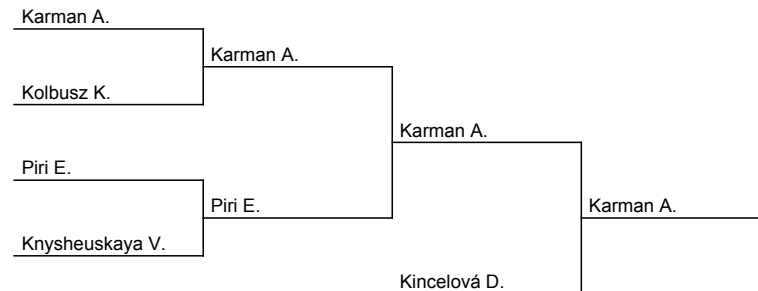 Karman A.
Karman A.
Kolbusz K.
Karman A.
Piri E.
Piri E.
Karman A.
Knysheuskaya V.
Kincelová D.